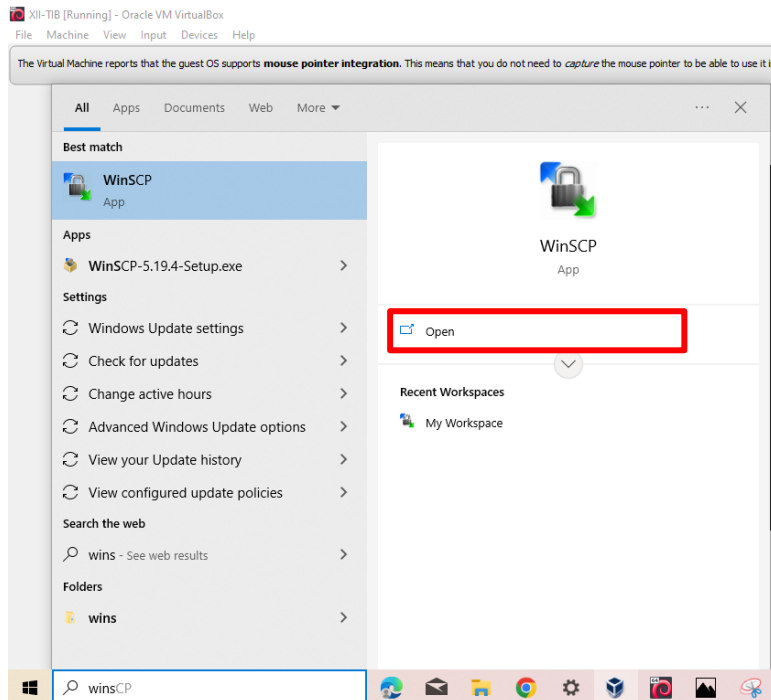 XII-TIB [Running] - Oracle VM VirtualBox
File Machine View Input Devices Help
The Virtual Machine reports that the guest OS supports mouse pointer integration. This means that you do not need to capture the mouse pointer to be able to use it i
All Apps Documents Web More
Best match
WinSCP
App
Apps
WinSCP-5.19.4-Setup.exe
Settings
Windows Update settings
Check for updates
Change active hours
Advanced Windows Update options
View your Update history
View configured update policies
Search the web
wins - See web results
Folders
wins
WinSCP
App
Open
Recent Workspaces
My Workspace
winsCP